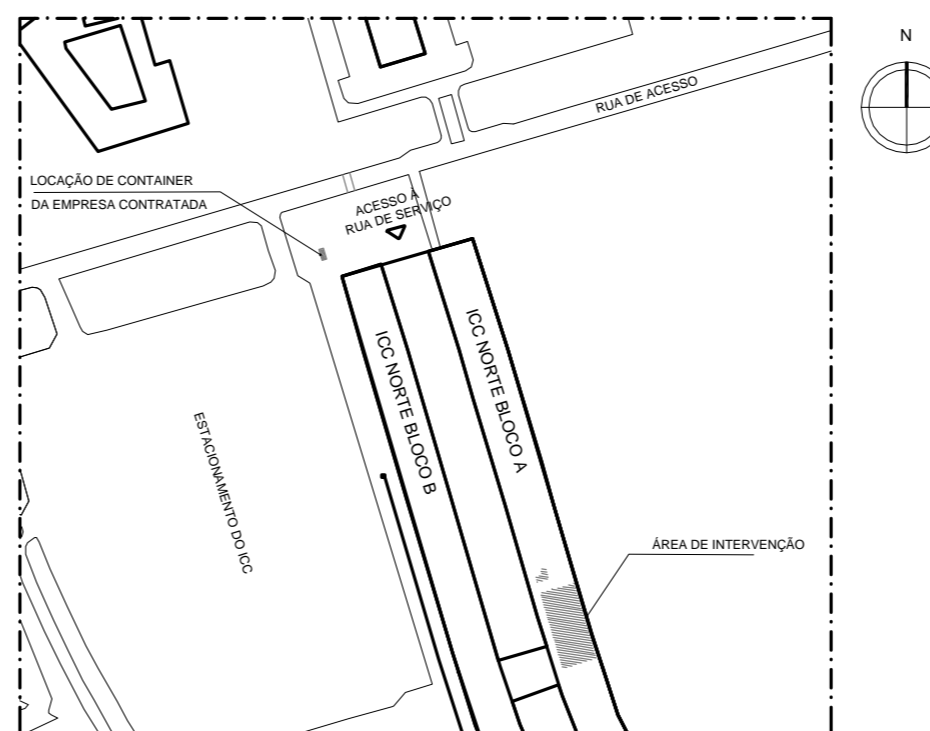 N
RUA DE ACESSO
LOCAÇÃO DE CONTAINER
DA EMPRESA CONTRATADA
ACESSO À
RUA DE SERVIÇO
ICC NORTE BLOCO B
ICC NORTE BLOCO A
ESTACIONAMENTO DO ICC
ÁREA DE INTERVENÇÃO